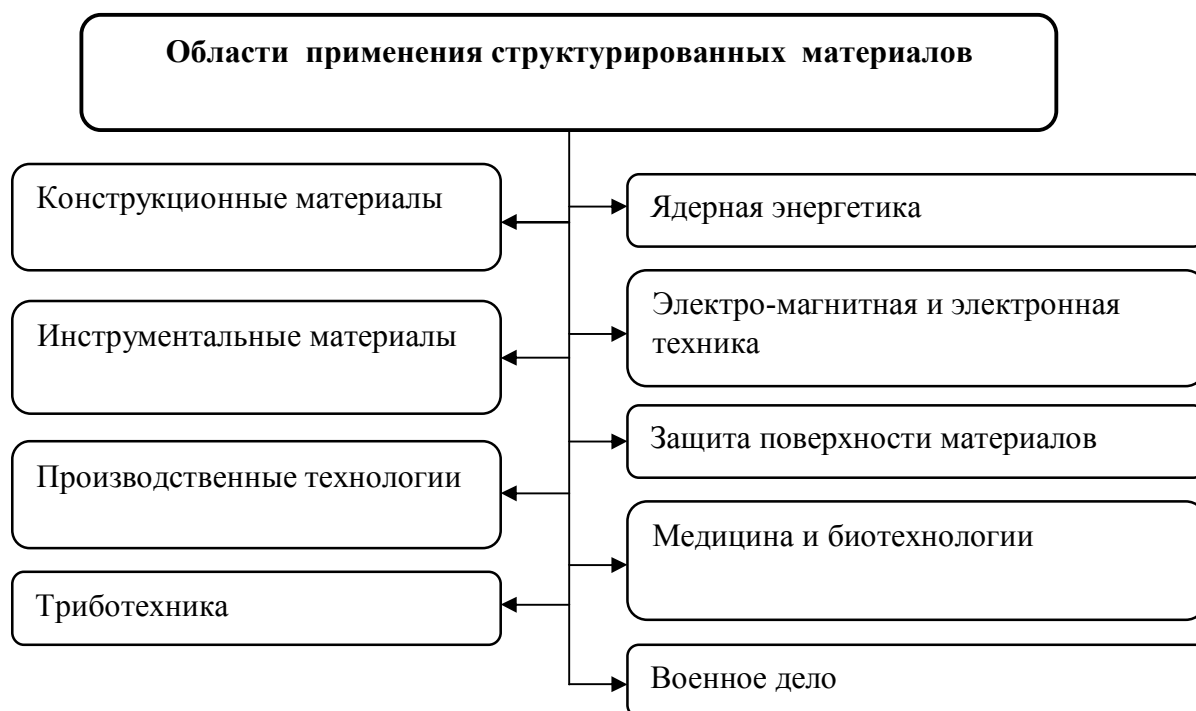 Области применения структурированных материалов
Конструкционные материалы
Инструментальные материалы
Производственные технологии
Триботехника
Ядерная энергетика
Электро-магнитная и электронная
техника
Защита поверхности материалов
Медицина и биотехнологии
Военное дело